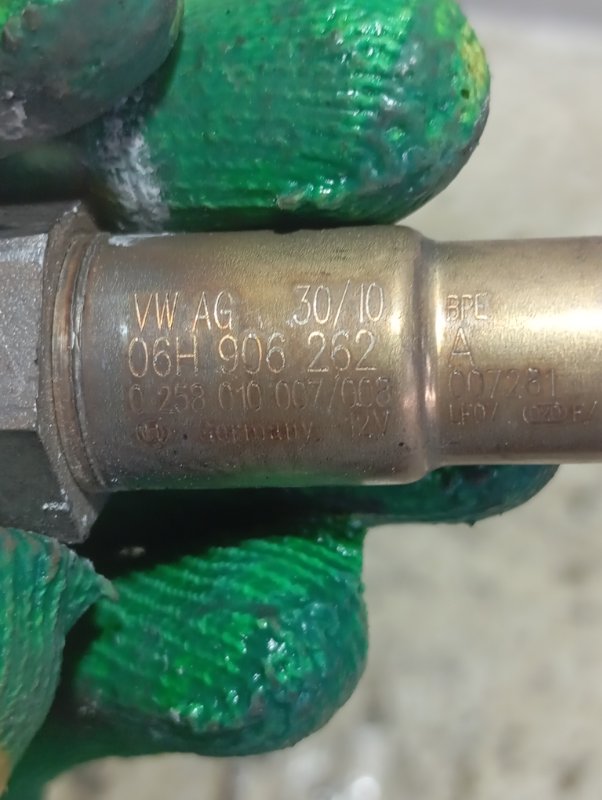 VW AG 30/10
06H 906 262
0 258 010 007/008
Germany 12V
BPE
A
007281